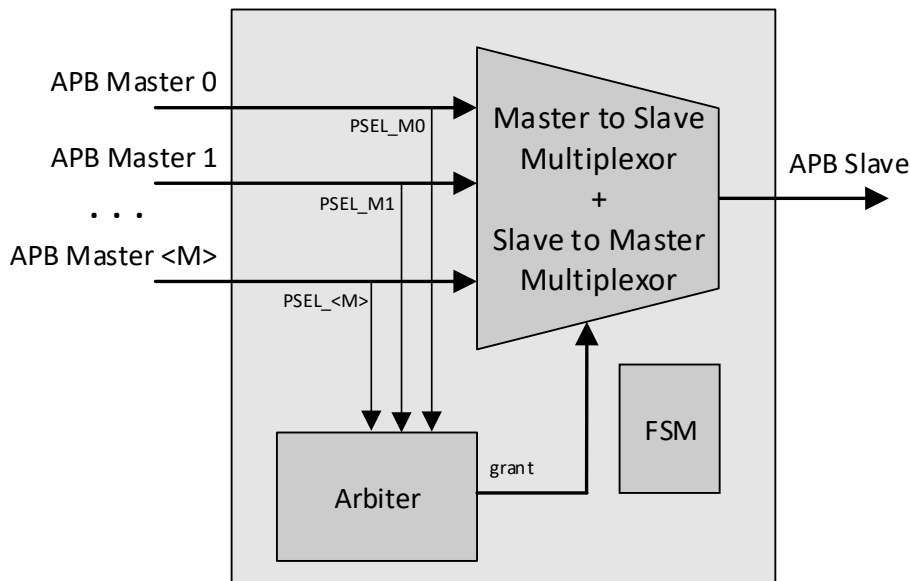 APB Master 0
PSEL_M0
APB Master 1
PSEL_M1
. . .
APB Master <M>
PSEL_<M>
Master to Slave
Multiplexor
+
Slave to Master
Multiplexor
APB Slave
FSM
grant
Arbiter